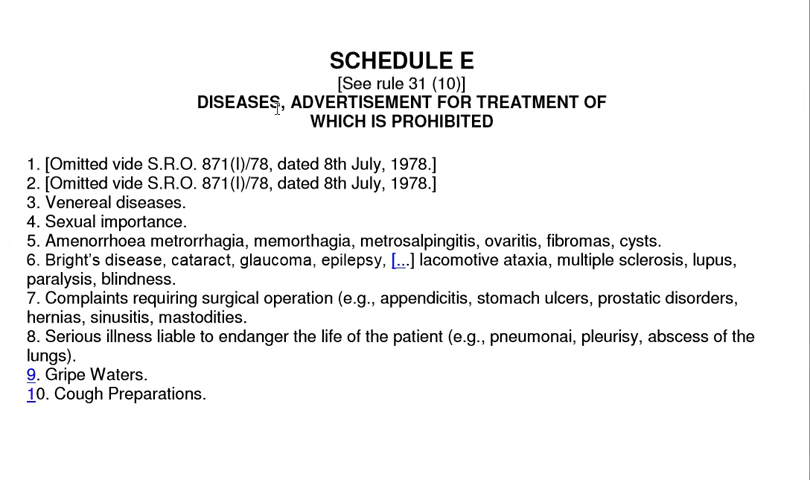 SCHEDULE E
[See rule 31 (10)]
DISEASES, ADVERTISEMENT FOR TREATMENT OF
WHICH IS PROHIBITED
1. [Omitted vide S.R.O. 871(I)/78, dated 8th July, 1978.]
2. [Omitted vide S.R.O. 871(I)/78, dated 8th July, 1978.]
3. Venereal diseases.
4. Sexual importance.
5. Amenorrhoea metrorrhagia, memorthagia, metrosalpingitis, ovaritis, fibromas, cysts.
6. Bright's disease, cataract, glaucoma, epilepsy, [...] lacomotive ataxia, multiple sclerosis, lupus,
paralysis, blindness.
7. Complaints requiring surgical operation (e.g., appendicitis, stomach ulcers, prostatic disorders,
hernias, sinusitis, mastodities.
8. Serious illness liable to endanger the life of the patient (e.g., pneumonai, pleurisy, abscess of the
lungs).
9. Gripe Waters.
10. Cough Preparations.